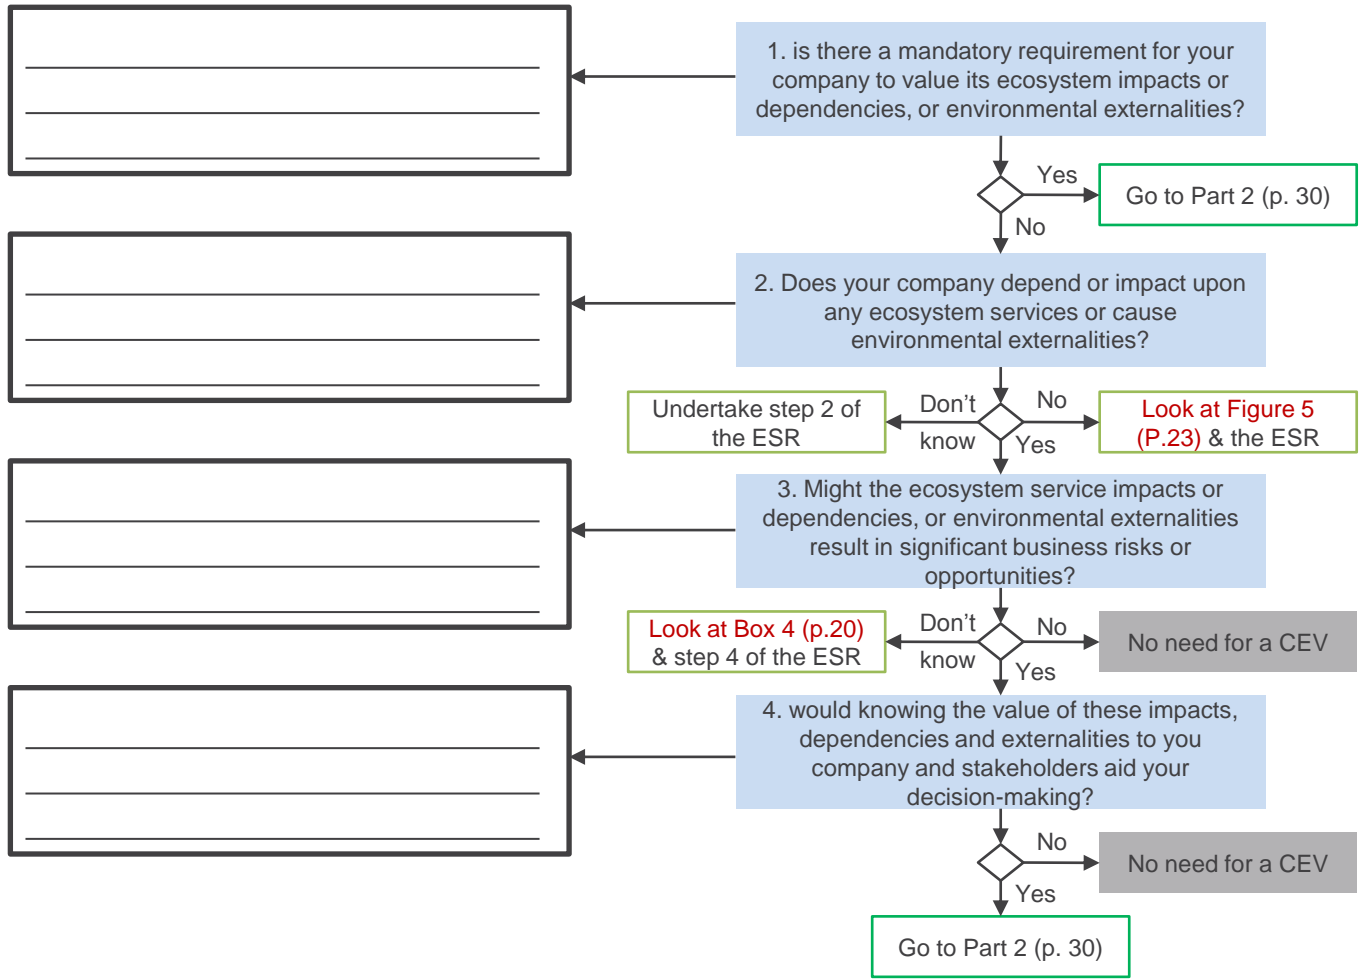 1. is there a mandatory requirement for your
company to value its ecosystem impacts or
dependencies, or environmental externalities?
Yes
Go to Part 2 (p. 30)
No
2. Does your company depend or impact upon
any ecosystem services or cause
environmental externalities?
Undertake step 2 of
the ESR
Don't
know
No
Yes
Look at Figure 5
(P.23) & the ESR
3. Might the ecosystem service impacts or
dependencies, or environmental externalities
result in significant business risks or
opportunities?
Look at Box 4 (p.20)
& step 4 of the ESR
Don't
know
No
Yes
No need for a CEV
4. would knowing the value of these impacts,
dependencies and externalities to you
company and stakeholders aid your
decision-making?
No
No need for a CEV
Yes
Go to Part 2 (p. 30)